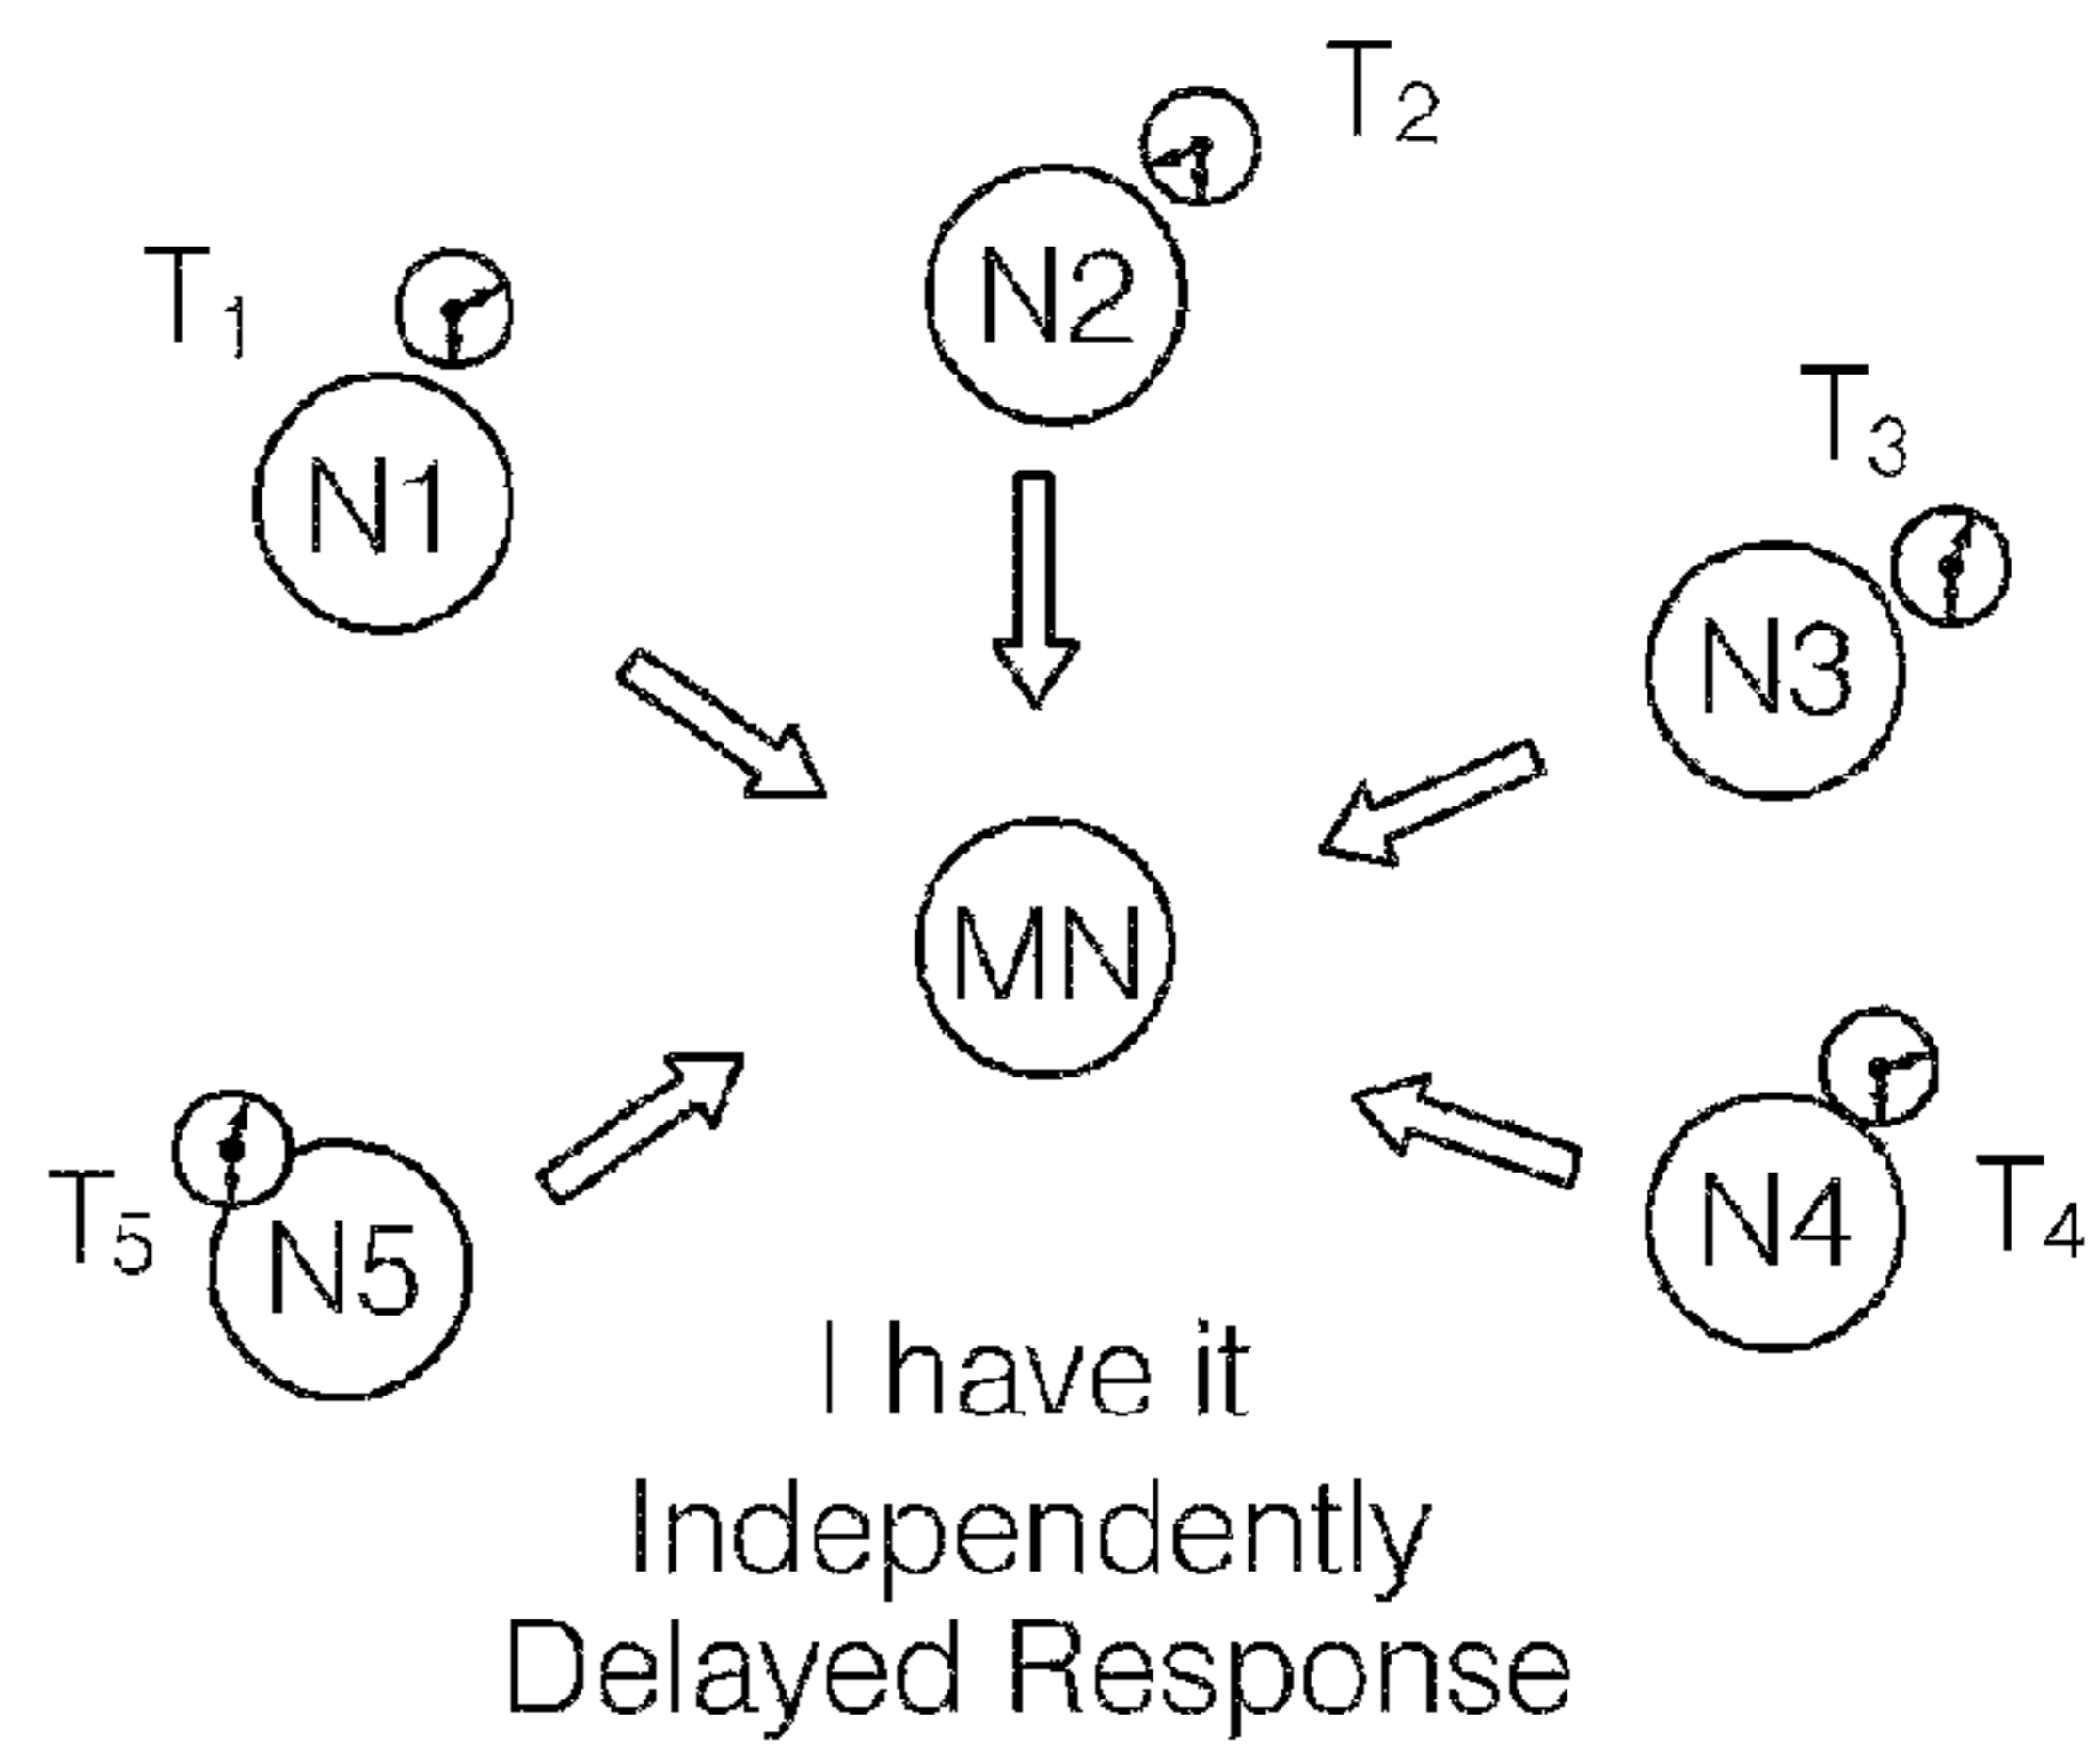 T2
T1
N2
T3
N1
N3
MN
N4
T5
T4
N5
I have it
Independently
Delayed Response